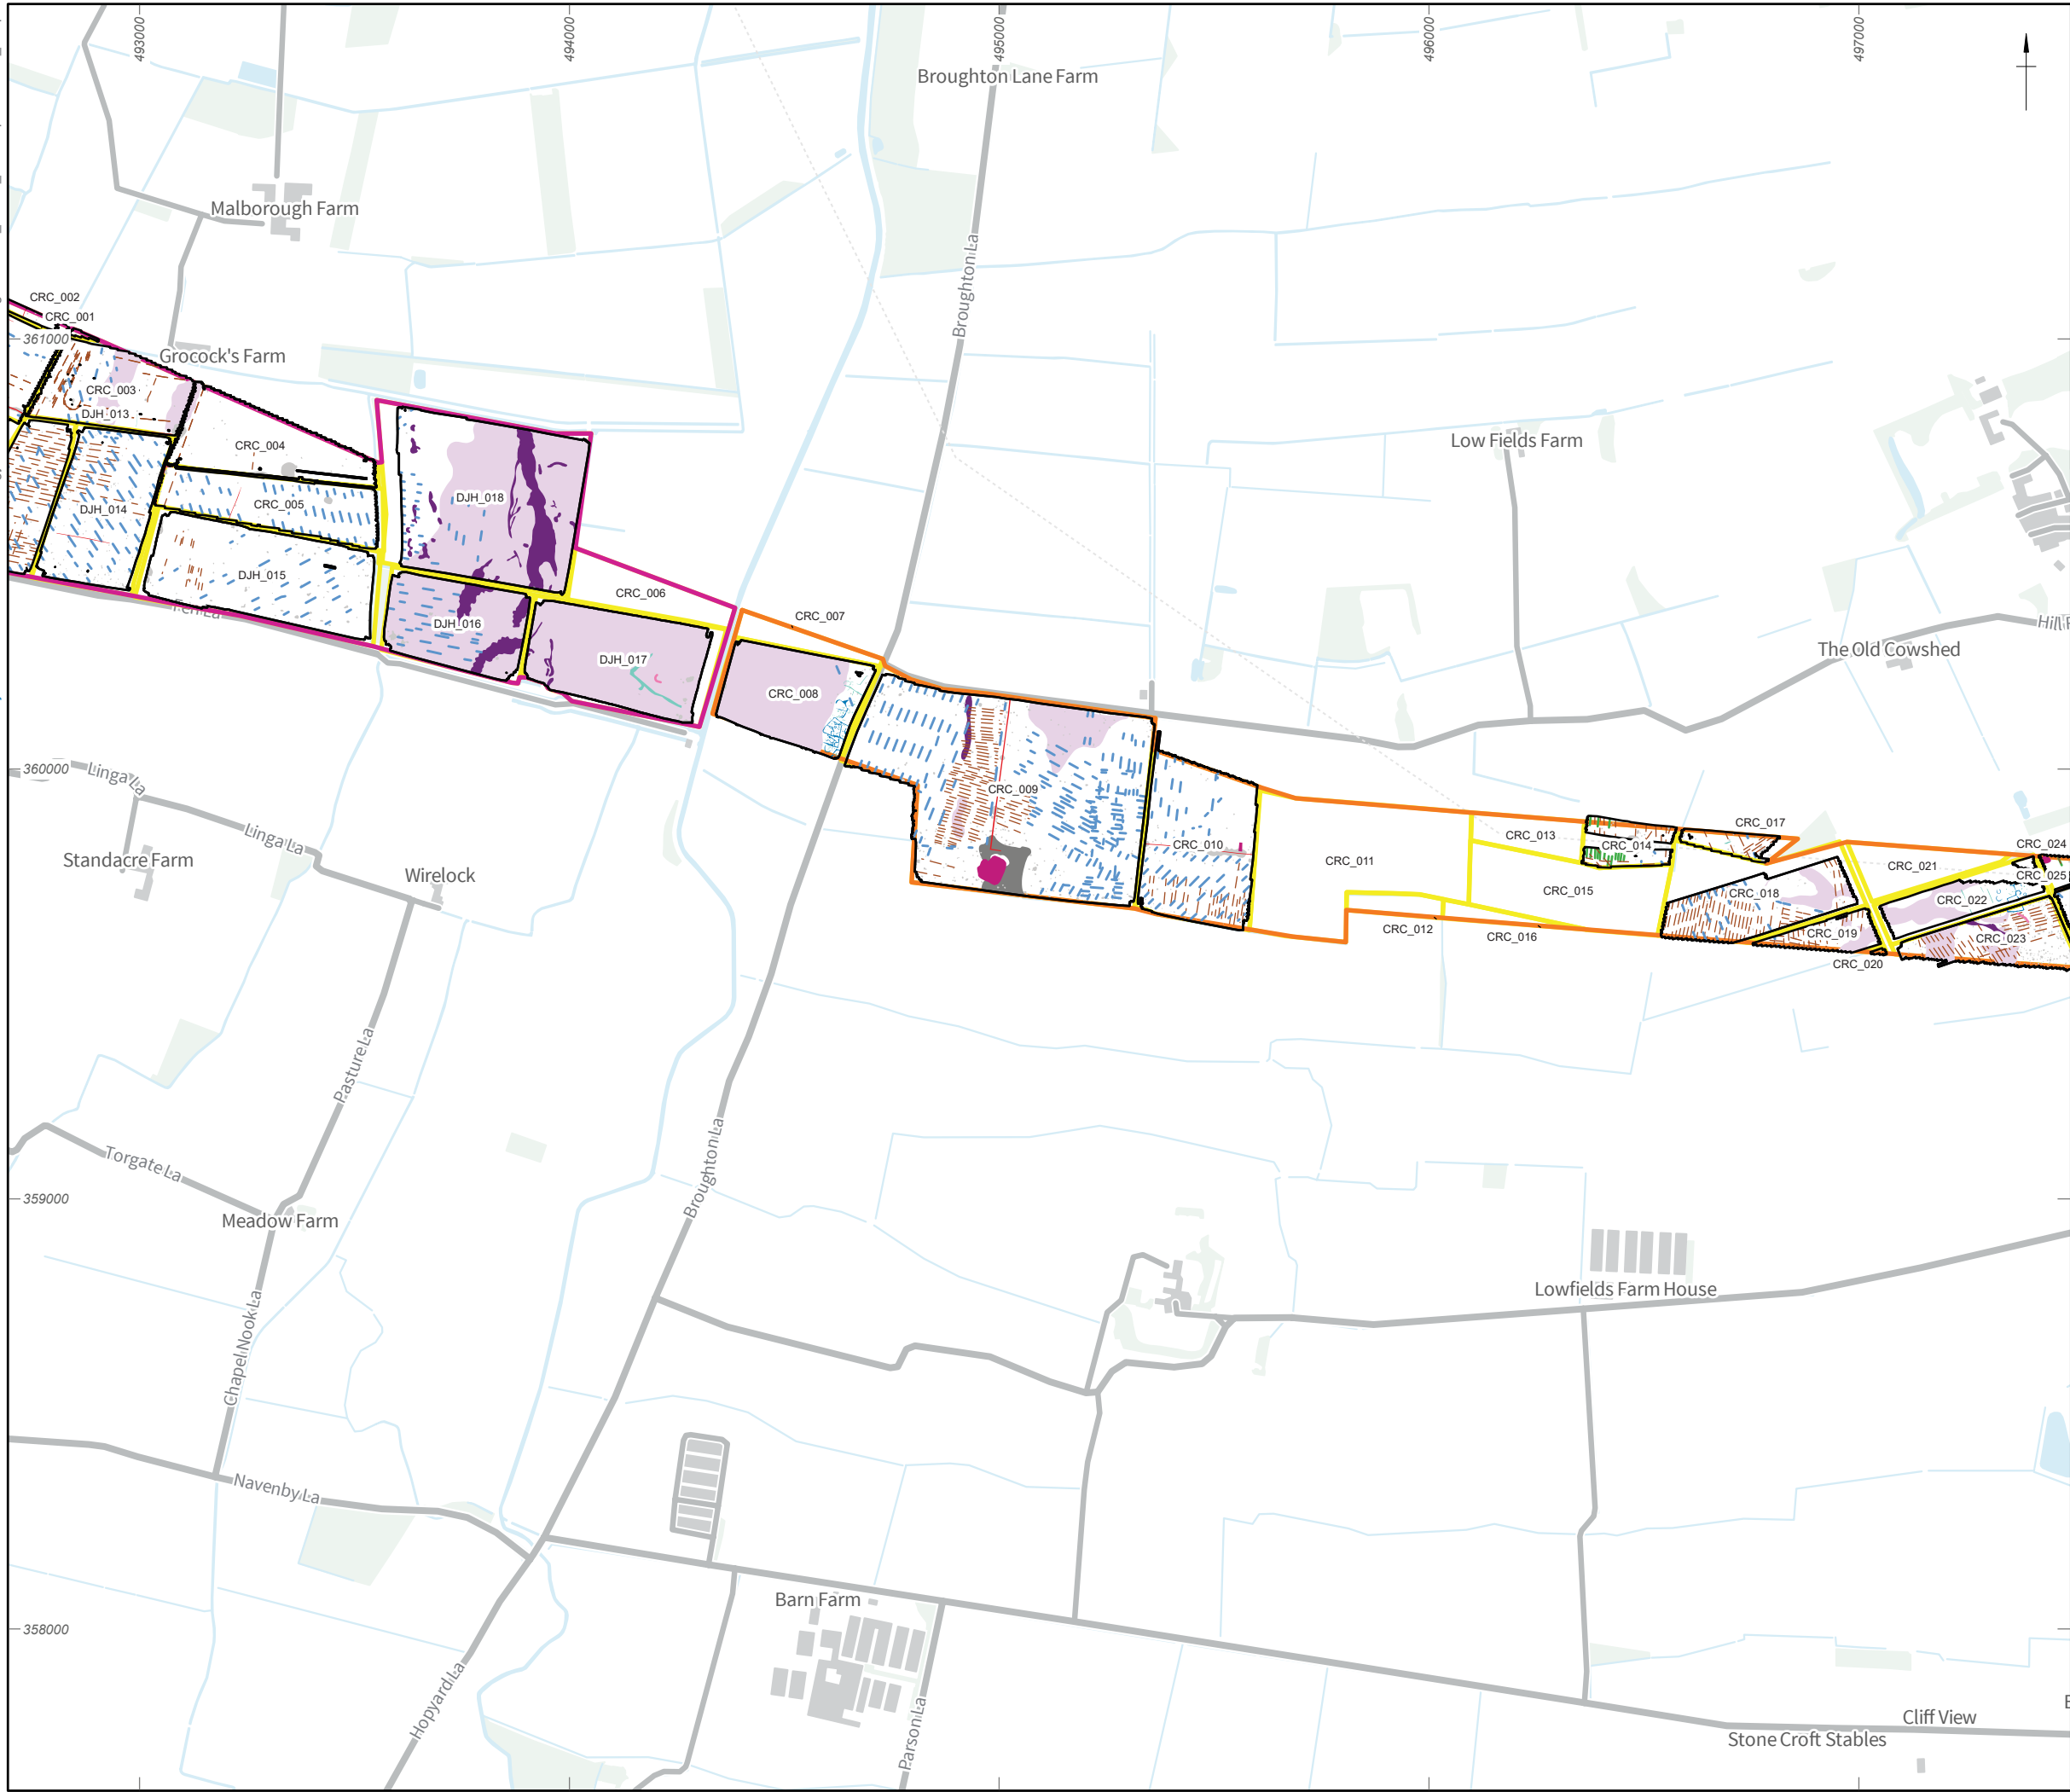 493000
494000
495000
496000
497000
Broughton Lane Farm
Malborough Farm
Broughton La
CRC_002
CRC_001
361000
Grocock's Farm
CRC_003
DJH_013
CRC_004
Low Fields Farm
DJH_018
CRC_005
DJH_014
DJH_015
CRC_006
CRC_007
DJH_016
The Old Cowshed
DJH_017
CRC_008
360000
Linga La
CRC_009
Linga La
CRC_017
CRC_013
CRC_014
CRC_010
CRC_024
Standacre Farm
CRC_011
CRC_021
CRC_025
Wirelock
CRC_015
CRC_018
CRC_022
CRC_012
CRC_016
CRC_019
CRC_023
CRC_020
Pasture La
Torgate La
Broughton La
359000
Meadow Farm
Lowfields Farm House
Chapel Nook La
Navenby La
Barn Farm
358000
Hopyard La
Parson La
Cliff View
Stone Croft Stables